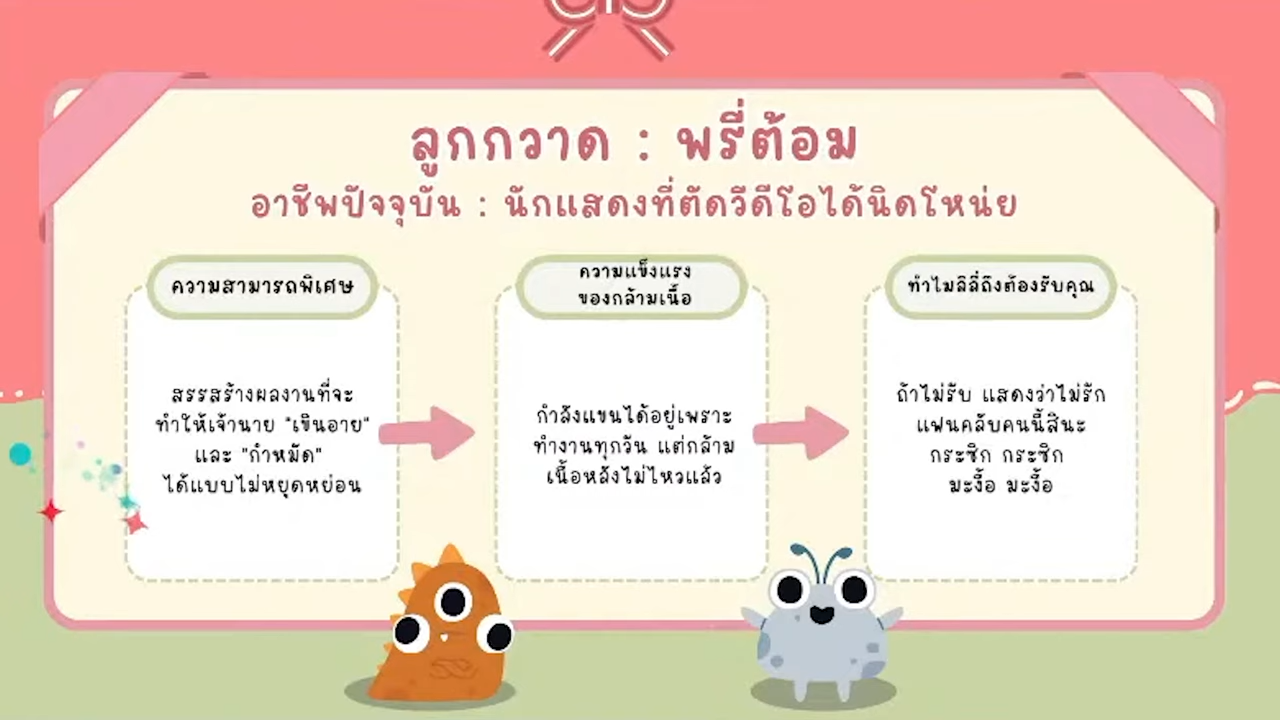 ลูกกวาด : พรี่ต้อม
อาชีพปัจจุบัน : นักแสดงที่ตัดวีดีโอได้นิดโหน่ย
ความสามารถพิเศษ
สรรสร้างผลงานที่จะ
ทำให้เจ้านาย "เขินอาย"
และ "กำหมัด"
ได้แบบไม่หยุดหย่อน
ความแข็งแรง
ของกล้ามเนื้อ
กำลังแขนได้อยู่เพราะ
ทำงานทุกวัน แต่กล้าม
เนื้อหลังไม่ไหวแล้ว
ทำไมลิลี่ถึงต้องรับคุณ
ถ้าไม่รับ แสดงว่าไม่รัก
แฟนคลับคนนี้สินะ
กระซิก กระซิก
มะงื้อ มะงื้อ